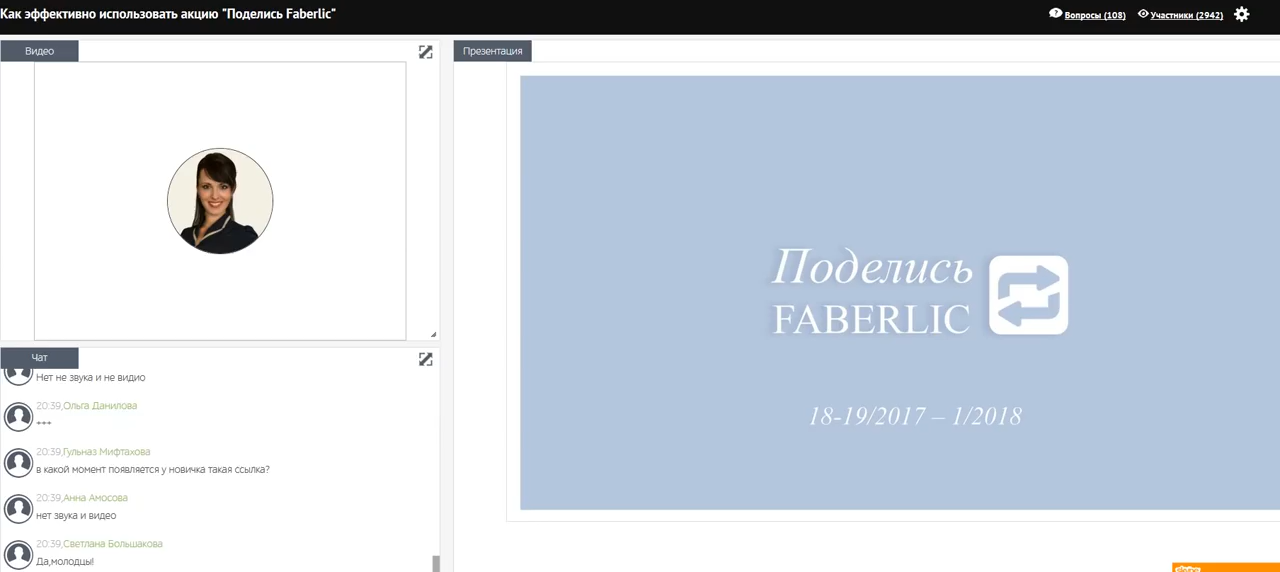 Как эффективно использовать акцию "Поделись Faberlic"
Вопросы (108)
Участники (2942)
Видео
Презентация
Поделись
FABERLIC
18-19/2017 – 1/2018
Чат
Нет не звука и не видио
20:39,Ольга Данилова
+++
20:39,Гульназ Мифтахова
в какой момент появляется у новичка такая ссылка?
20:39,Анна Амосова
нет звука и видео
20:39,Светлана Большакова
Да,молодцы!